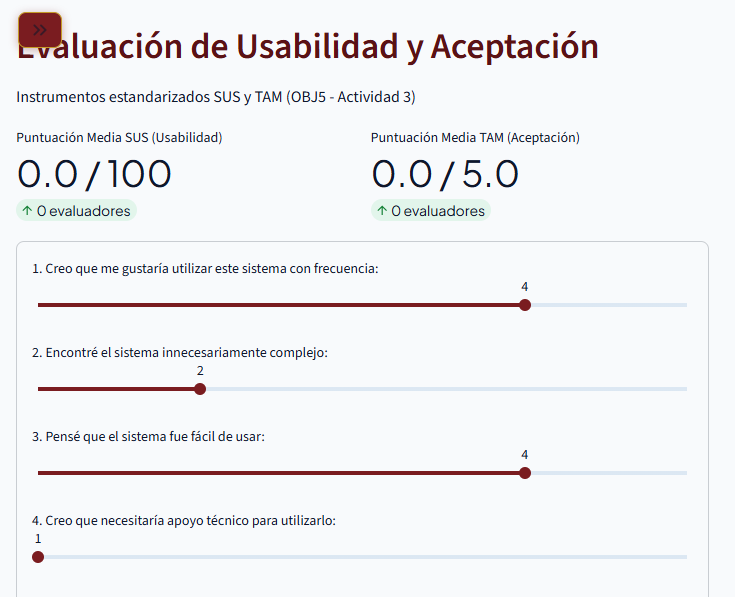 Evaluación de Usabilidad y Aceptación
Instrumentos estandarizados SUS y TAM (OBJ5 - Actividad 3)
Puntuación Media SUS (Usabilidad)
0.0 / 100
↑ 0 evaluadores
Puntuación Media TAM (Aceptación)
0.0 / 5.0
↑ 0 evaluadores
1. Creo que me gustaría utilizar este sistema con frecuencia:
4
2. Encontré el sistema innecesariamente complejo:
2
3. Pensé que el sistema fue fácil de usar:
4
4. Creo que necesitaría apoyo técnico para utilizarlo:
1